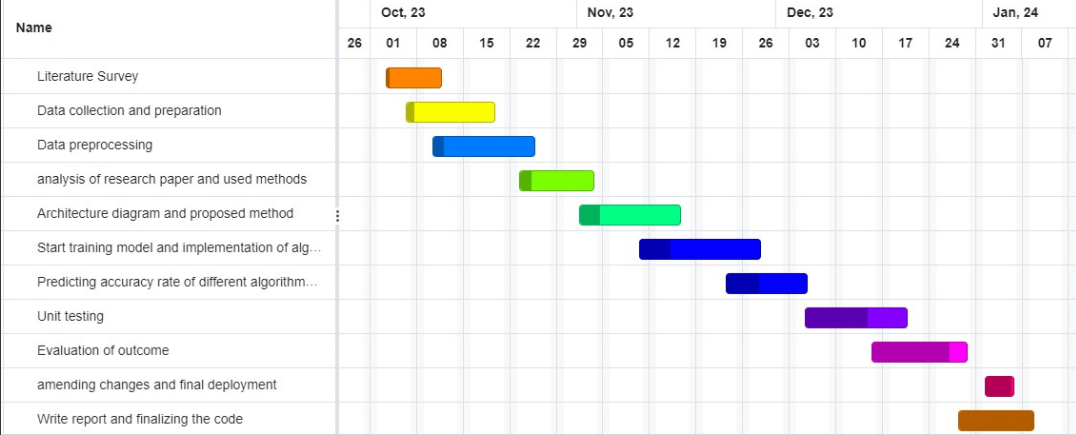 Name
Oct, 23 Nov, 23 Dec, 23 Jan, 24
26 01 08 15 22 29 05 12 19 26 03 10 17 24 31 07
Literature Survey
Data collection and preparation
Data preprocessing
analysis of research paper and used methods
Architecture diagram and proposed method
Start training model and implementation of alg...
Predicting accuracy rate of different algorithm...
Unit testing
Evaluation of outcome
amending changes and final deployment
Write report and finalizing the code